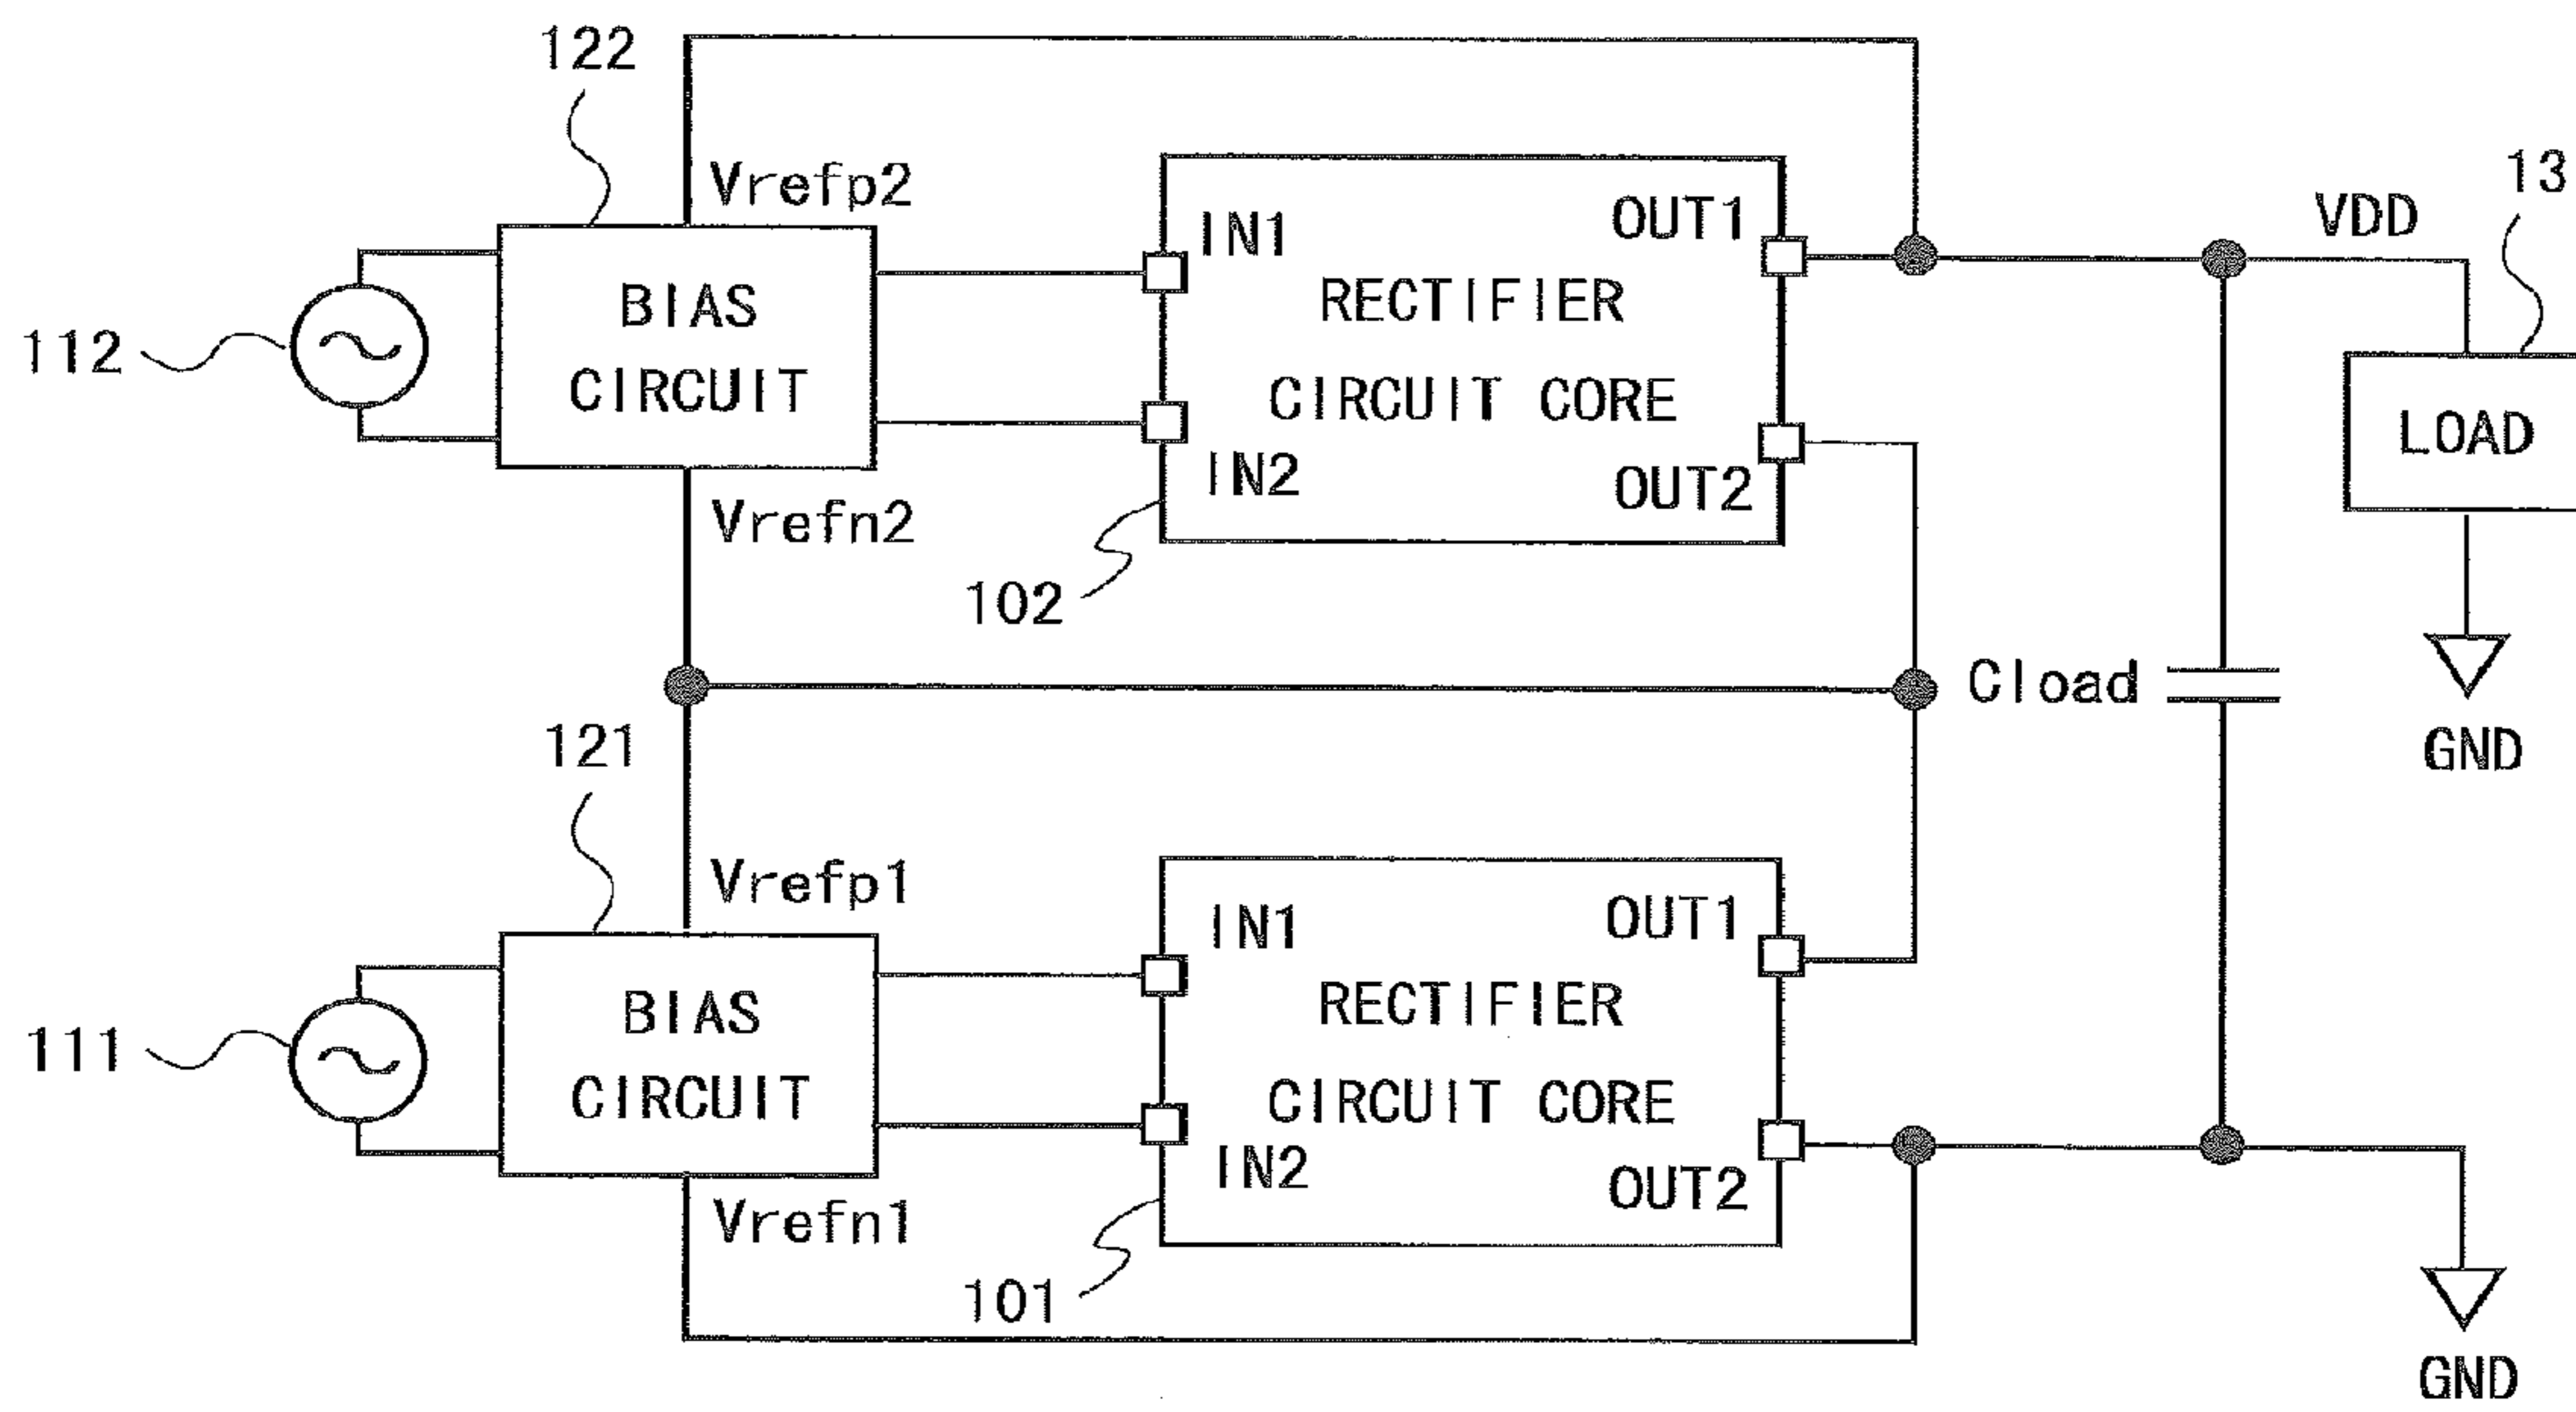 122
Vrefp2
112
BIAS
CIRCUIT
Vrefn2
IN1
OUT1
RECTIFIER
CIRCUIT CORE
IN2
OUT2
102
VDD
13
LOAD
GND
Cload
121
Vrefp1
111
BIAS
CIRCUIT
Vrefn1
IN1
OUT1
RECTIFIER
CIRCUIT CORE
IN2
OUT2
101
GND